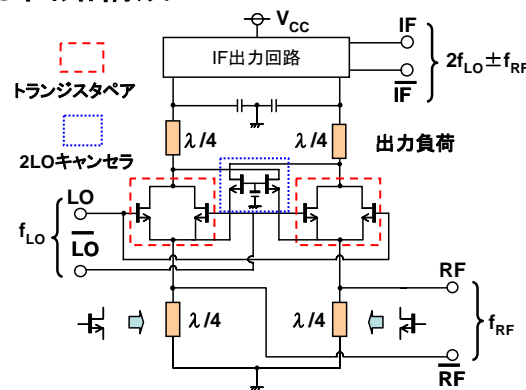 V_CC
IF出力回路
IF
IF
2f_LO±f_RF
トランジスタペア
λ/4
λ/4
出力負荷
2LOキャンセラ
LO
f_LO
LO
RF
λ/4
λ/4
f_RF
RF